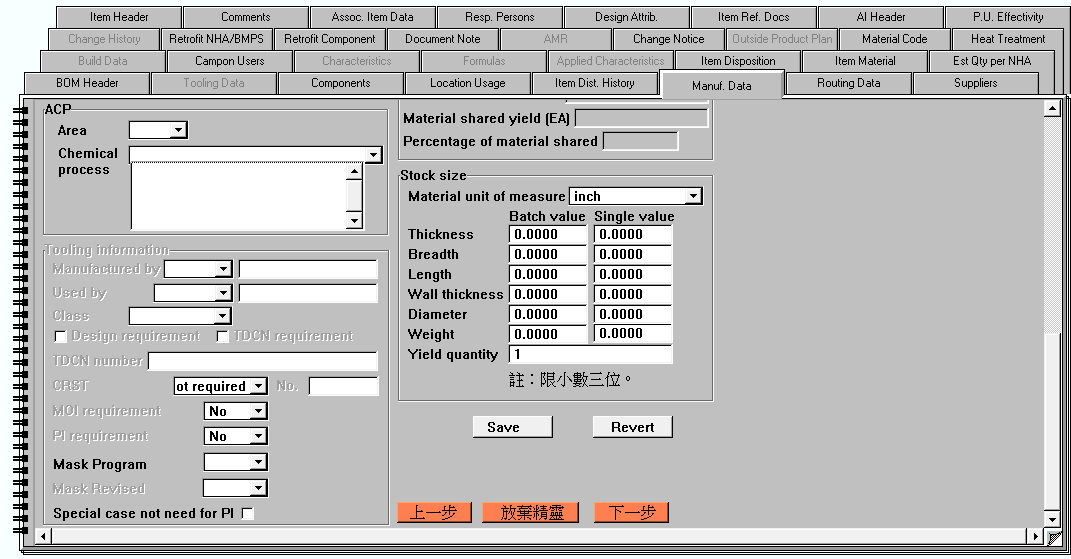 Item Header Comments Assoc. Item Data Resp. Persons Design Attrib. Item Ref. Docs AI Header P.U. Effectivity
Change History Retrofit NHA/BMPS Retrofit Component Document Note AMR Change Notice Outside Product Plan Material Code Heat Treatment
Build Data Campon Users Characteristics Formulas Applied Characteristics Item Disposition Item Material Est Qty per NHA
BOM Header Tooling Data Components Location Usage Item Dist. History Manuf. Data Routing Data Suppliers
ACP
Area
Chemical
process
Tooling information
Manufactured by
Used by
Class
Design requirement TDCN requirement
TDCN number
CRST ot required No.
MOI requirement No
PI requirement No
Mask Program
Mask Revised
Special case not need for PI
Material shared yield (EA)
Percentage of material shared
Stock size
Material unit of measure inch
Batch value Single value
Thickness 0.0000 0.0000
Breadth 0.0000 0.0000
Length 0.0000 0.0000
Wall thickness 0.0000 0.0000
Diameter 0.0000 0.0000
Weight 0.0000 0.0000
Yield quantity 1
註：限小數三位。
Save Revert
上一步 放棄精靈 下一步